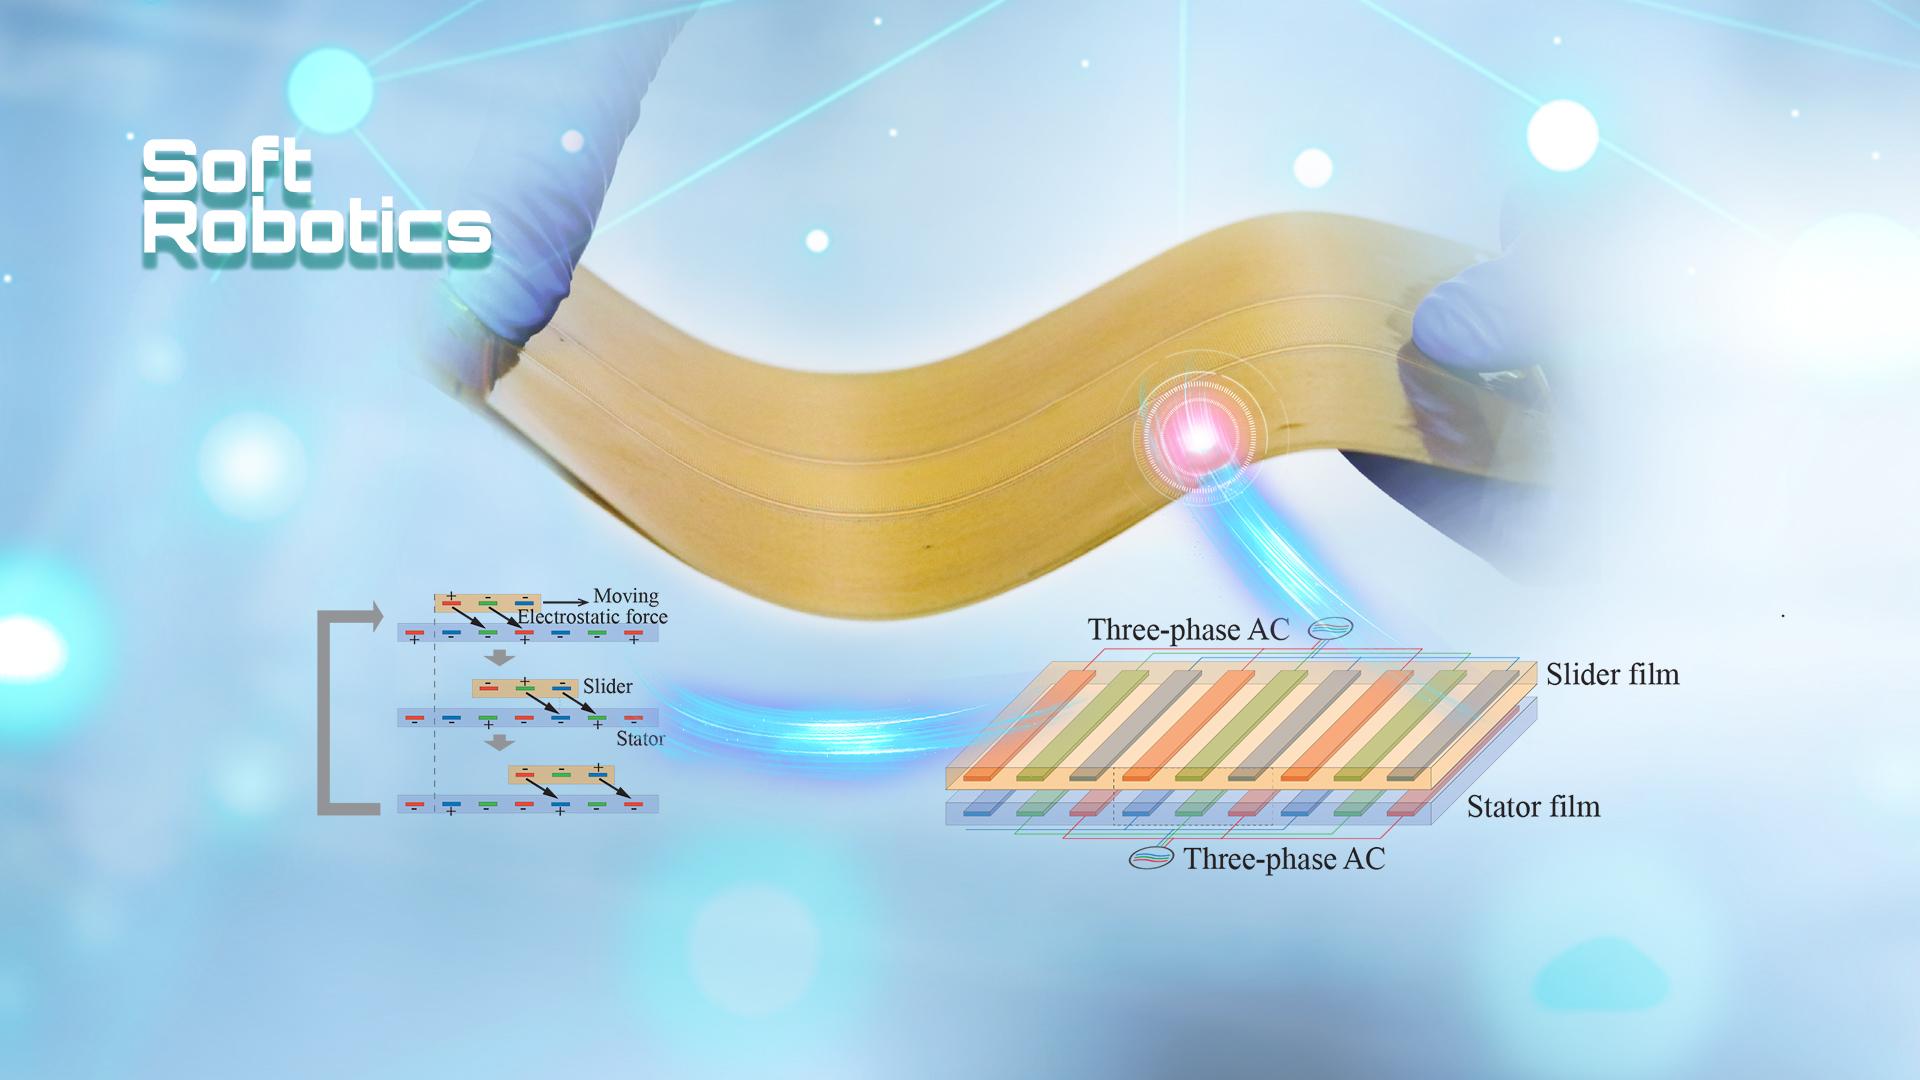 Soft
Robotics
Moving
Electrostatic force
Slider
Stator
Three-phase AC
Slider film
Stator film
Three-phase AC